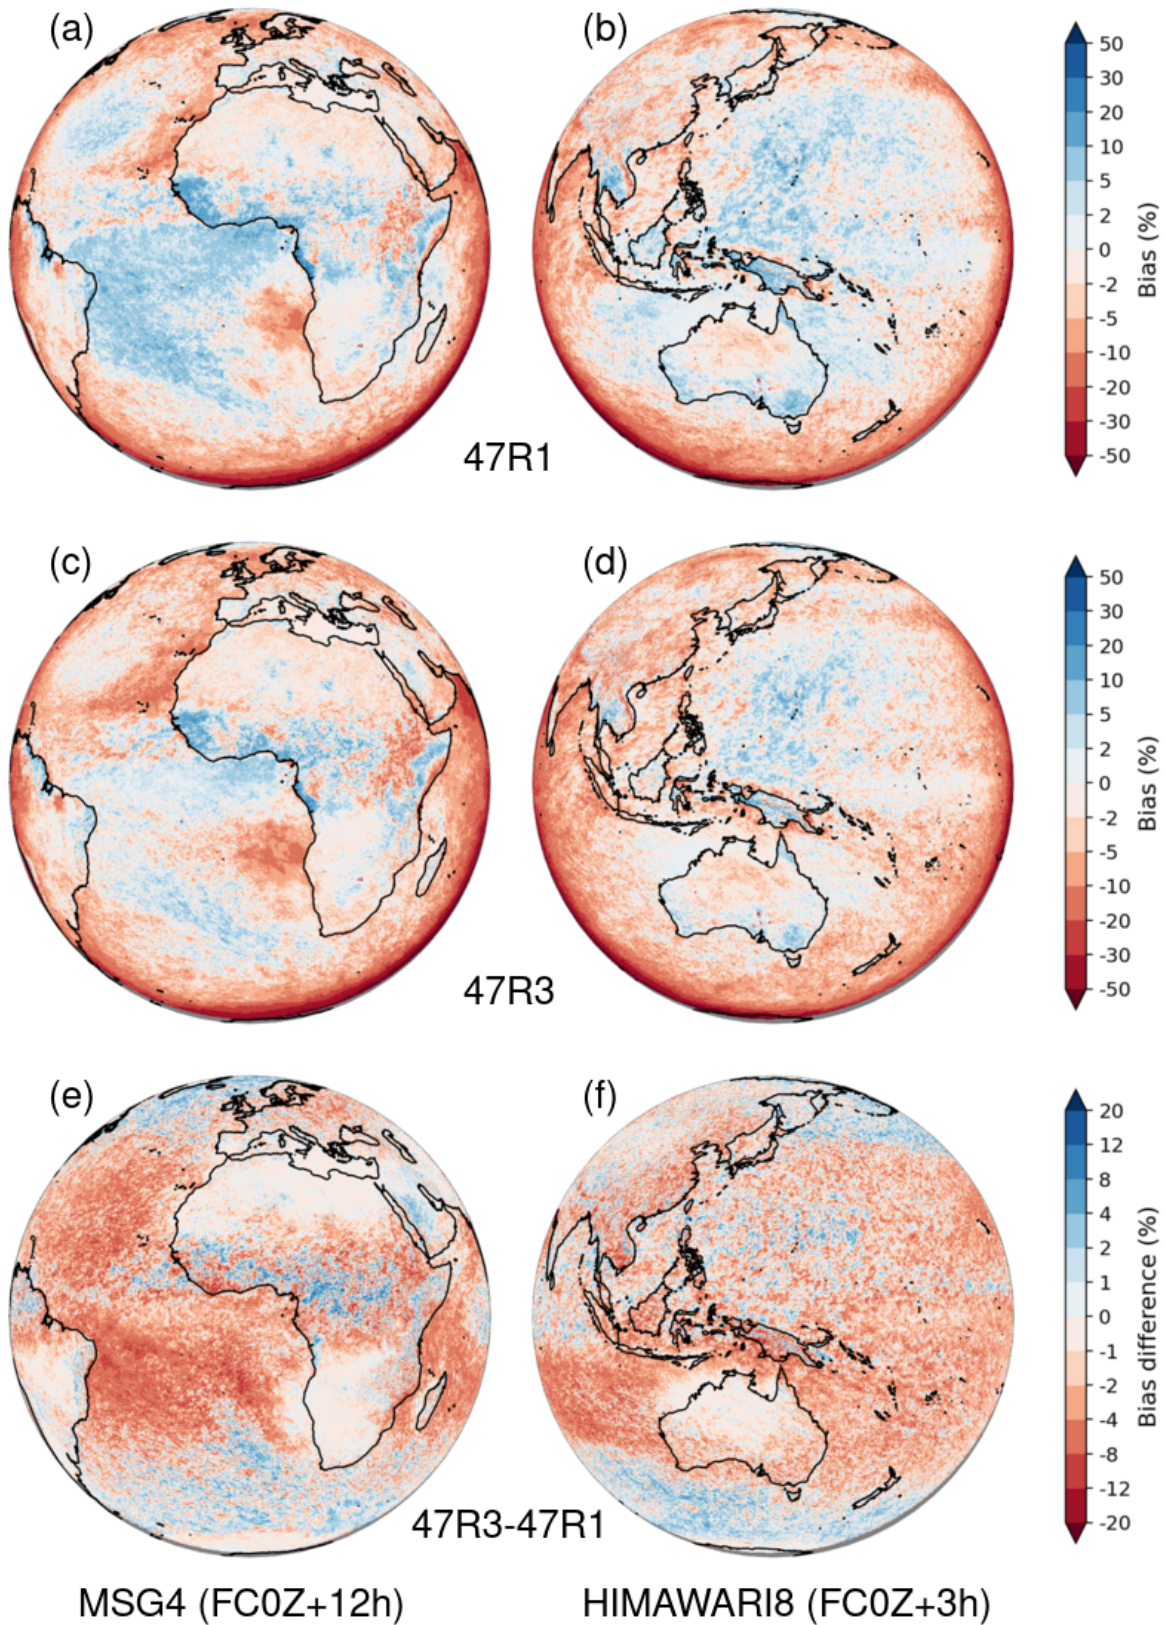 (a)
(b)
50
30
20
10
5
2
0
-2
-5
-10
-20
-30
-50
Bias (%)
47R1
(c)
(d)
50
30
20
10
5
2
0
-2
-5
-10
-20
-30
-50
Bias (%)
47R3
(e)
(f)
20
12
8
4
2
1
0
-1
-2
-4
-8
-12
-20
Bias difference (%)
47R3-47R1
MSG4 (FC0Z+12h)
HIMAWARI8 (FC0Z+3h)